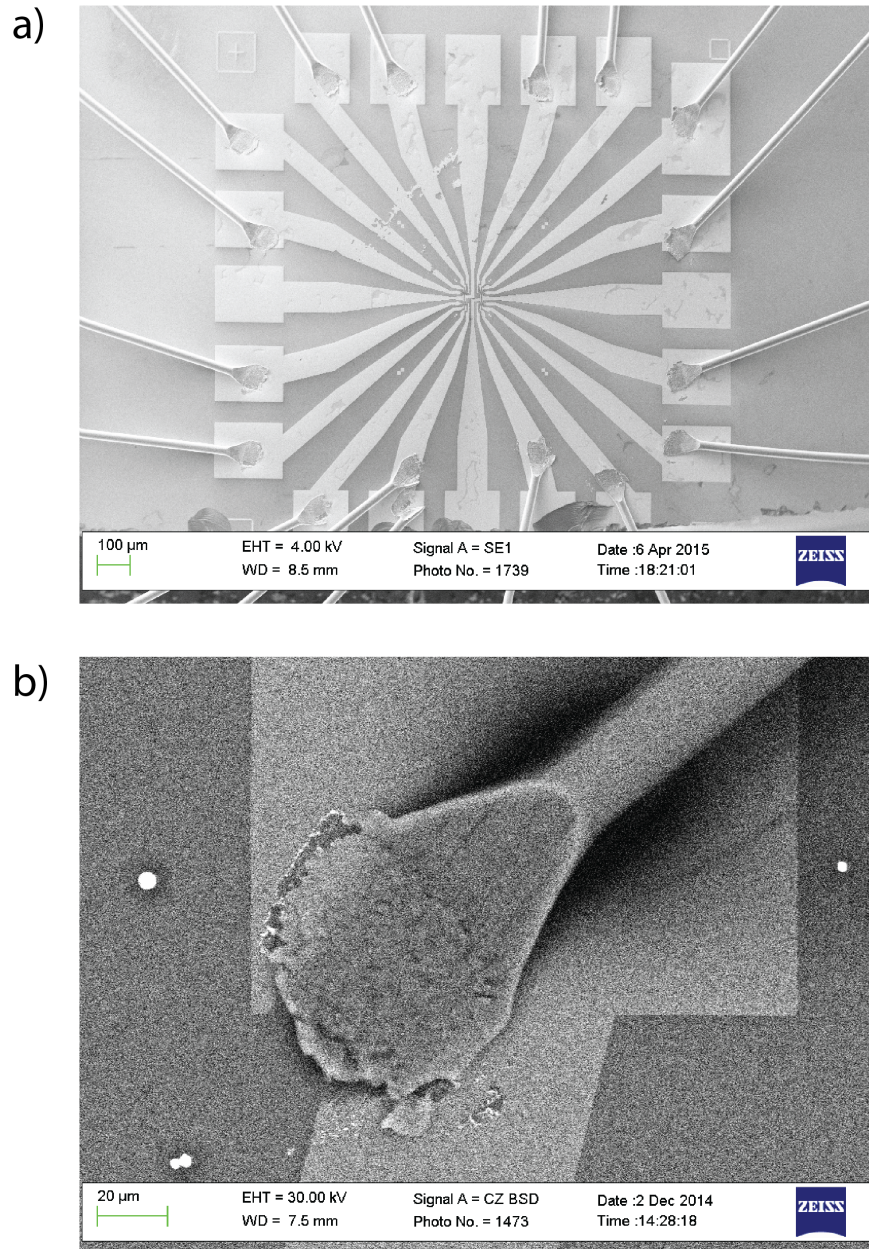 a)
100 µm
EHT = 4.00 kV
Signal A = SE1
Date :6 Apr 2015
ZEISS
WD = 8.5 mm
Photo No. = 1739
Time :18:21:01
b)
20 µm
EHT = 30.00 kV
Signal A = CZ BSD
Date :2 Dec 2014
ZEISS
WD = 7.5 mm
Photo No. = 1473
Time :14:28:18